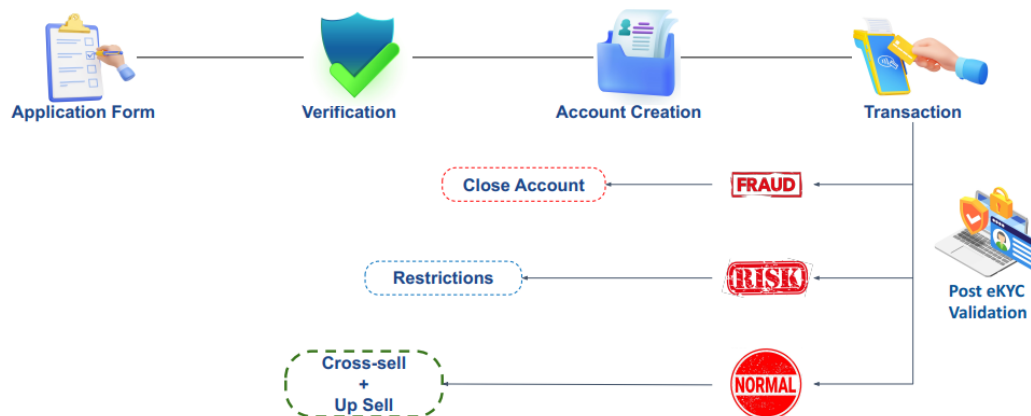 Application Form
Verification
Account Creation
Transaction
Close Account
FRAUD
Restrictions
RISK
Post eKYC
Validation
Cross-sell
+
Up Sell
NORMAL